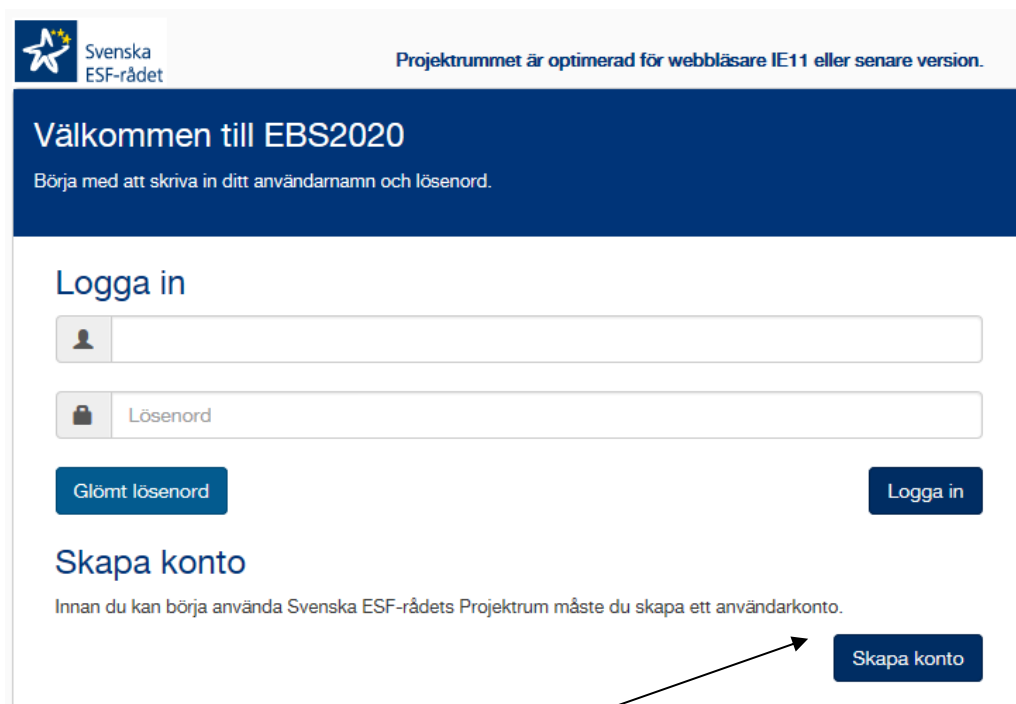 Svenska
ESF-rådet
Projektrummet är optimerad för webbläsare IE11 eller senare version.
Välkommen till EBS2020
Börja med att skriva in ditt användarnamn och lösenord.
Logga in
Lösenord
Glömt lösenord
Logga in
Skapa konto
Innan du kan börja använda Svenska ESF-rådets Projektrum måste du skapa ett användarkonto.
Skapa konto